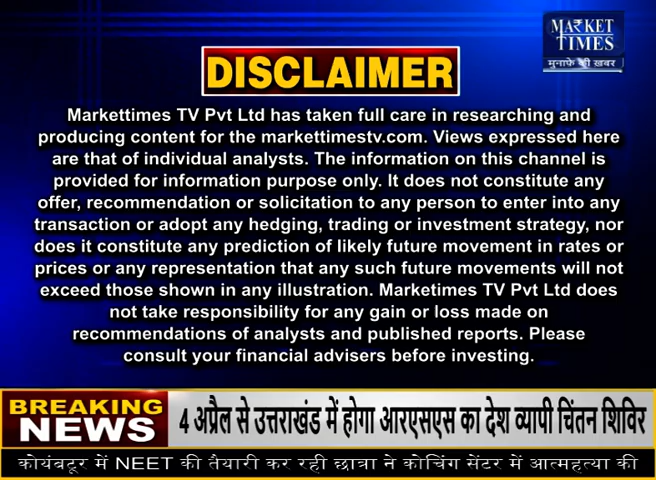 MARKET
TIMES
मुनाफे की ख़बर
DISCLAIMER
Markettimes TV Pvt Ltd has taken full care in researching and
producing content for the markettimestv.com. Views expressed here
are that of individual analysts. The information on this channel is
provided for information purpose only. It does not constitute any
offer, recommendation or solicitation to any person to enter into any
transaction or adopt any hedging, trading or investment strategy, nor
does it constitute any prediction of likely future movement in rates or
prices or any representation that any such future movements will not
exceed those shown in any illustration. Marketimes TV Pvt Ltd does
not take responsibility for any gain or loss made on
recommendations of analysts and published reports. Please
consult your financial advisers before investing.
BREAKING
NEWS
4 अप्रैल से उत्तराखंड में होगा आरएसएस का देश व्यापी चिंतन शिविर
कोयंबटूर में NEET की तैयारी कर रही छात्रा ने कोचिंग सेंटर में आत्महत्या की